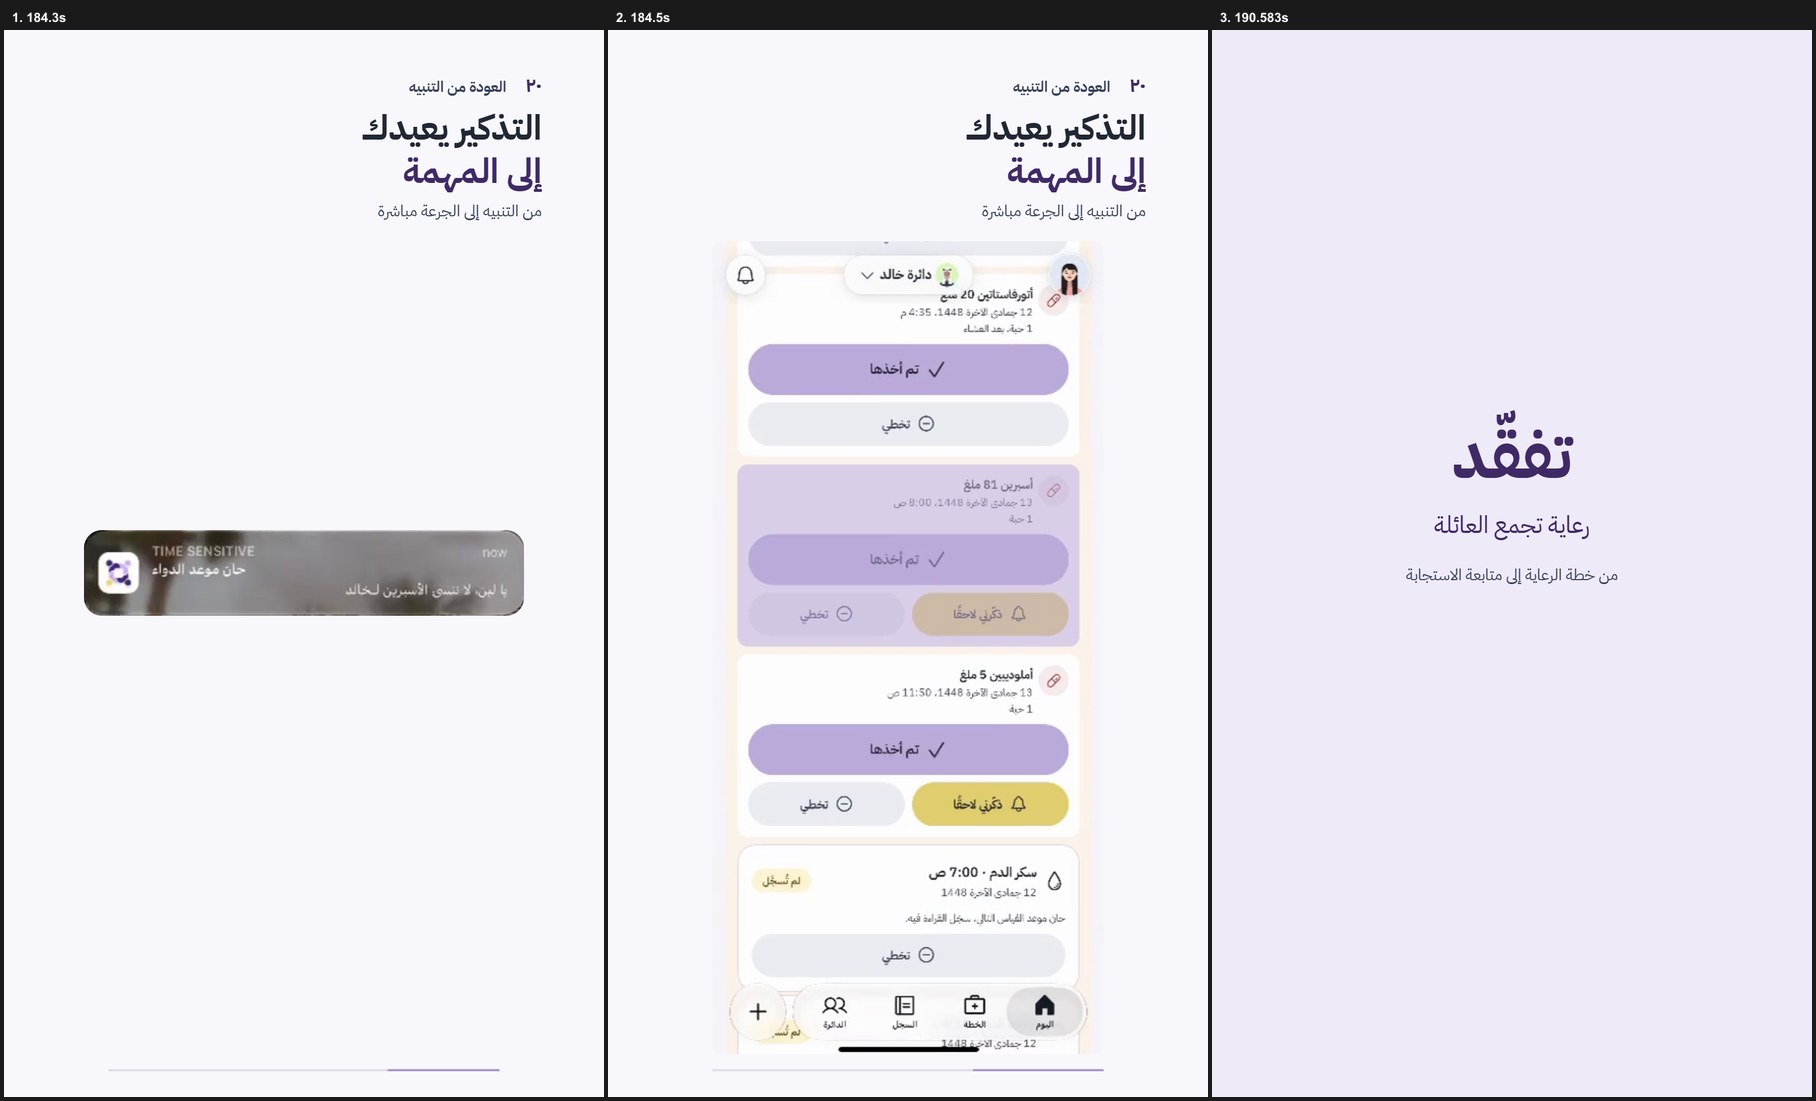 1. 184.3s
٢٠ العودة من التنبيه
التذكير يعيدك
إلى المهمة
من التنبيه إلى الجرعة مباشرة
TIME SENSITIVE
now
حان موعد الدواء
يا لين، لا تنسي الأسبرين لـخالد
2. 184.5s
٢٠ العودة من التنبيه
التذكير يعيدك
إلى المهمة
من التنبيه إلى الجرعة مباشرة
دائرة خالد
أتورفاستاتين 20 ملغ
12 جمادى الآخرة 1448، 4:35 م
1 حبة، بعد العشاء
تم أخذها
تخطي
أسبرين 81 ملغ
13 جمادى الآخرة 1448، 8:00 ص
1 حبة
تم أخذها
ذكّرني لاحقًا
تخطي
أملوديبين 5 ملغ
13 جمادى الآخرة 1448، 11:50 ص
1 حبة
تم أخذها
ذكّرني لاحقًا
تخطي
سكر الدم · 7:00 ص
لم تُسجَّل
12 جمادى الآخرة 1448
حان موعد القياس التالي، سجّل القراءة فيه.
تخطي
اليوم
الخطة
السجل
الدائرة
12 جمادى الآخرة 1448
3. 190.583s
تفقّد
رعاية تجمع العائلة
من خطة الرعاية إلى متابعة الاستجابة